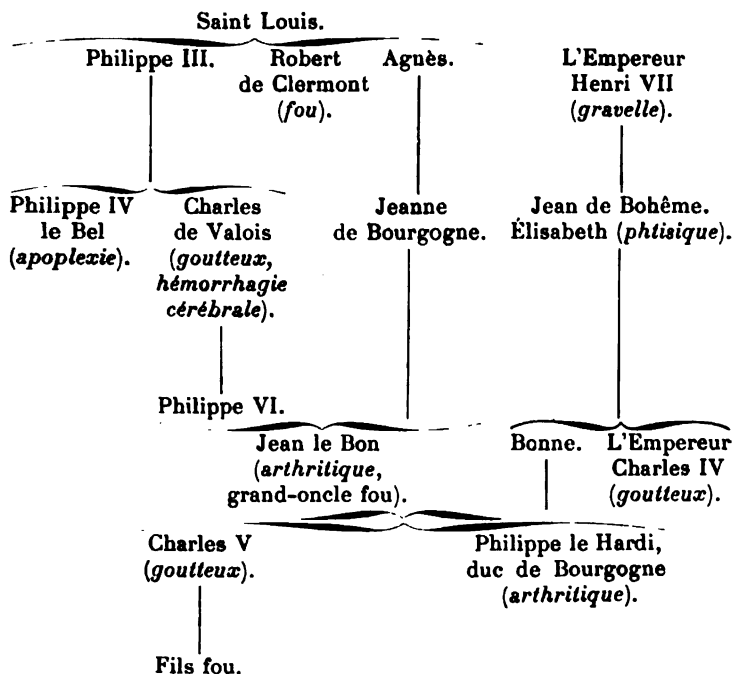 Saint Louis.
Philippe III.
Robert
de Clermont
(fou).
Agnès.
L'Empereur
Henri VII
(gravelle).
Philippe IV
le Bel
(apoplexie).
Charles
de Valois
(goutteux,
hémorrhagie
cérébrale).
Jeanne
de Bourgogne.
Jean de Bohême.
Élisabeth (phtisique).
Philippe VI.
Jean le Bon
(arthritique,
grand-oncle fou).
Bonne.
L'Empereur
Charles IV
(goutteux).
Charles V
(goutteux).
Philippe le Hardi,
duc de Bourgogne
(arthritique).
Fils fou.